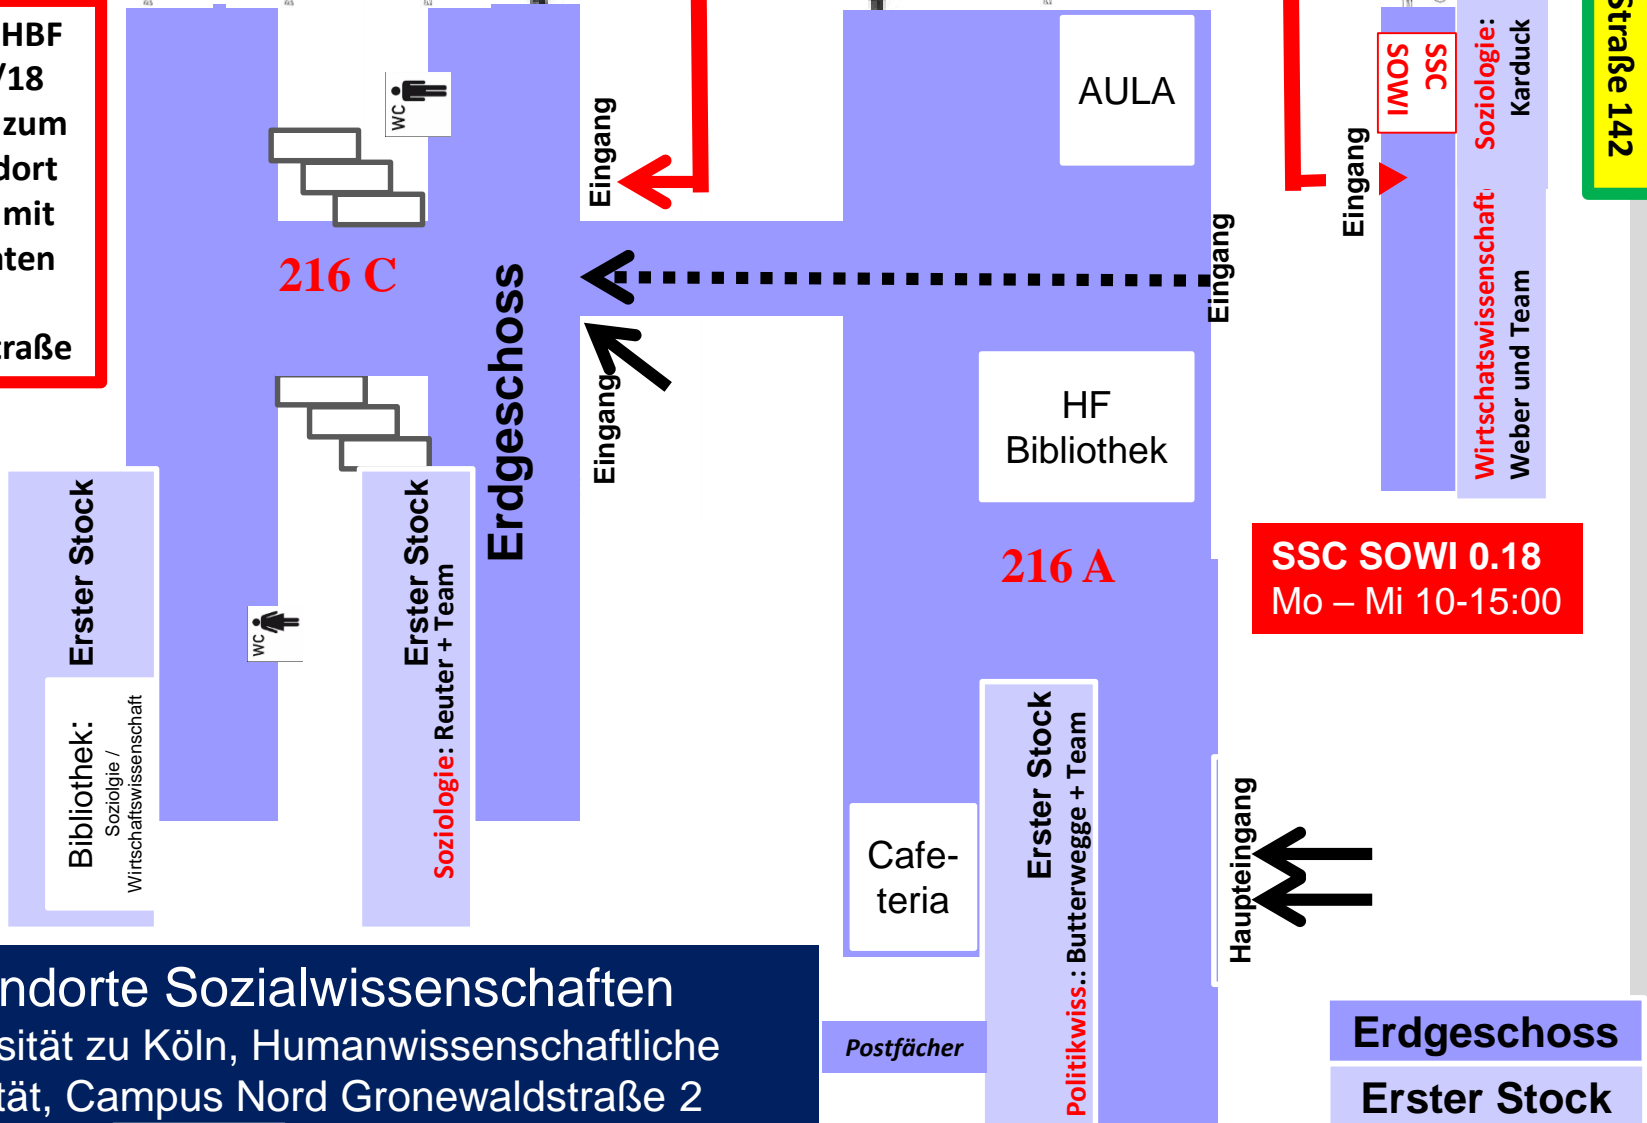 HBF
/18
zum
dort
mit
nten
traße
WC
Eingang
216 C
Erdgeschoss
Eingang
Erster Stock
Bibliothek:
Soziolgie /
Wirtschaftswissenschaft
WC
Erster Stock
Soziologie: Reuter + Team
AULA
Eingang
HF
Bibliothek
216 A
Cafe-
teria
Erster Stock
Politikwiss.: Butterwegge + Team
Haupteingang
Postfächer
Eingang
SSC
SOWI
Soziologie:
Karduck
Wirtschatswissenschaft
Weber und Team
Straße 142
SSC SOWI 0.18
Mo – Mi 10-15:00
ndorte Sozialwissenschaften
sität zu Köln, Humanwissenschaftliche
tät, Campus Nord Gronewaldstraße 2
Erdgeschoss
Erster Stock